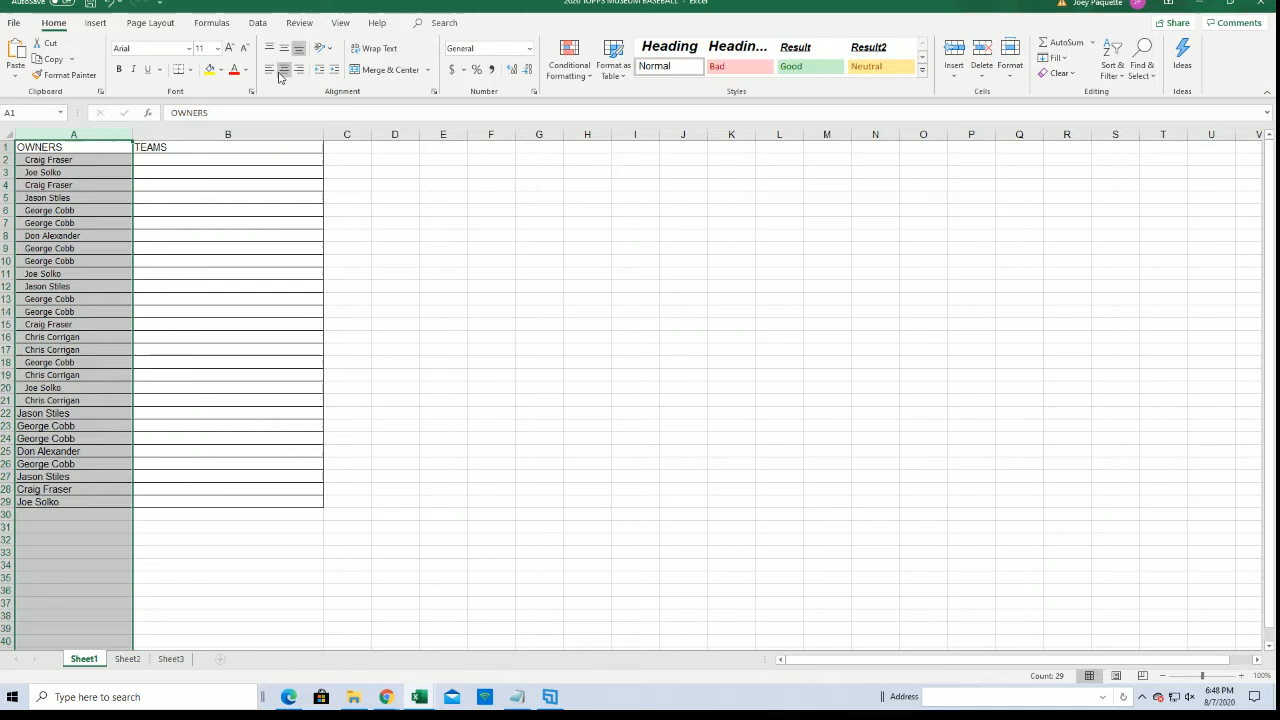 AutoSave
2020 TOPPS MUSEUM BASEBALL - Excel
Joey Paquette JP
File Home Insert Page Layout Formulas Data Review View Help Search Share Comments
Arial 11 Wrap Text General Heading Headin... Result Result2 AutoSum
Paste Cut Copy Format Painter
B I U Merge & Center $ % Normal Bad Good Neutral
Conditional Formatting Format as Table Insert Delete Format Fill Clear Sort & Filter Find & Select Ideas
Clipboard Font Alignment Number Styles Cells Editing Ideas
A1 fx OWNERS
A B C D E F G H I J K L M N O P Q R S T U V
1 OWNERS TEAMS
2 Craig Fraser
3 Joe Solko
4 Craig Fraser
5 Jason Stiles
6 George Cobb
7 George Cobb
8 Don Alexander
9 George Cobb
10 George Cobb
11 Joe Solko
12 Jason Stiles
13 George Cobb
14 George Cobb
15 Craig Fraser
16 Chris Corrigan
17 Chris Corrigan
18 George Cobb
19 Chris Corrigan
20 Joe Solko
21 Chris Corrigan
22 Jason Stiles
23 George Cobb
24 George Cobb
25 Don Alexander
26 George Cobb
27 Jason Stiles
28 Craig Fraser
29 Joe Solko
30
31
32
33
34
35
36
37
38
39
40
Sheet1 Sheet2 Sheet3
Count: 29 100%
Type here to search Address 6:48 PM
8/7/2020